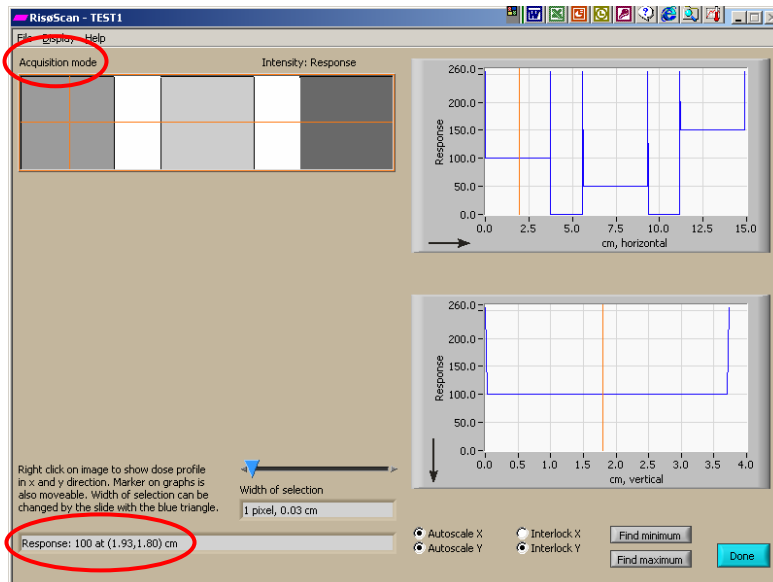 RisøScan - TEST1
File Display Help
Acquisition mode
Intensity: Response
260.0
200.0
150.0
100.0
50.0
0.0
Response
0.0 2.5 5.0 7.5 10.0 12.5 15.0
cm, horizontal
260.0
200.0
150.0
100.0
50.0
0.0
Response
0.0 0.5 1.0 1.5 2.0 2.5 3.0 3.5 4.0
cm, vertical
Right click on image to show dose profile
in x and y direction. Marker on graphs is
also moveable. Width of selection can be
changed by the slide with the blue triangle.
Width of selection
1 pixel, 0.03 cm
Response: 100 at (1.93,1.80) cm
Autoscale X
Autoscale Y
Interlock X
Interlock Y
Find minimum
Find maximum
Done